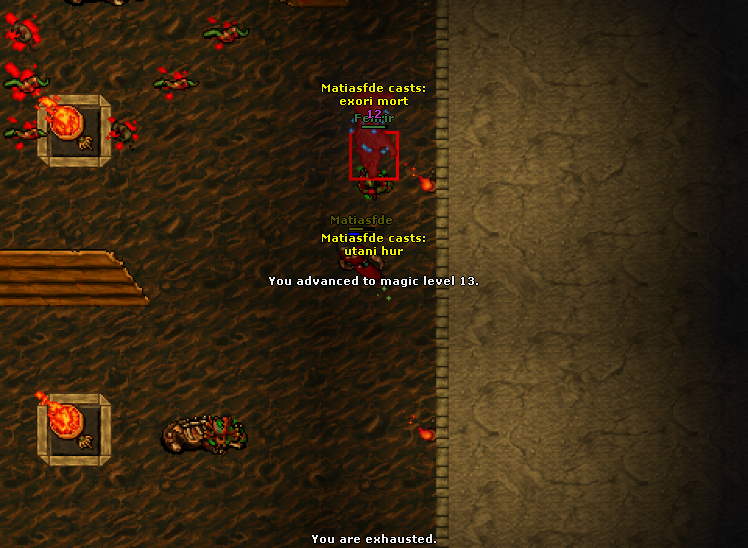 Matiasfde casts:
exori mort
12
Fenrir
Matiasfde
Matiasfde casts:
utani hur
You advanced to magic level 13.
You are exhausted.